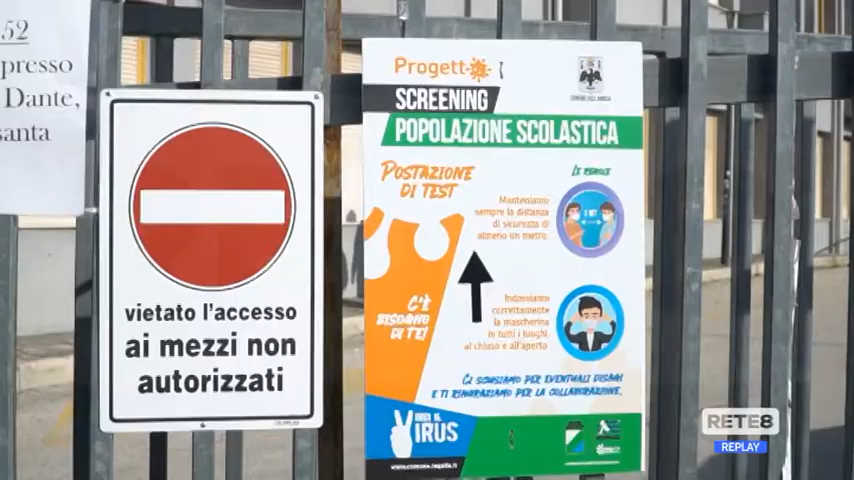 52
presso
Dante,
santa
vietato l'accesso
ai mezzi non
autorizzati
Progett
SCREENING
POPOLAZIONE SCOLASTICA
POSTAZIONE
DI TEST
LE REGOLE
Manteniamo
sempre la distanza
di sicurezza di
almeno un metro.
C'È
BISOGNO
DI TE!
Indossiamo
correttamente
la mascherina
in tutti i luoghi,
al chiuso e all'aperto
CI SCUSIAMO PER EVENTUALI DISAGI
E TI RINGRAZIAMO PER LA COLLABORAZIONE.
VIRUS
RETE8
REPLAY